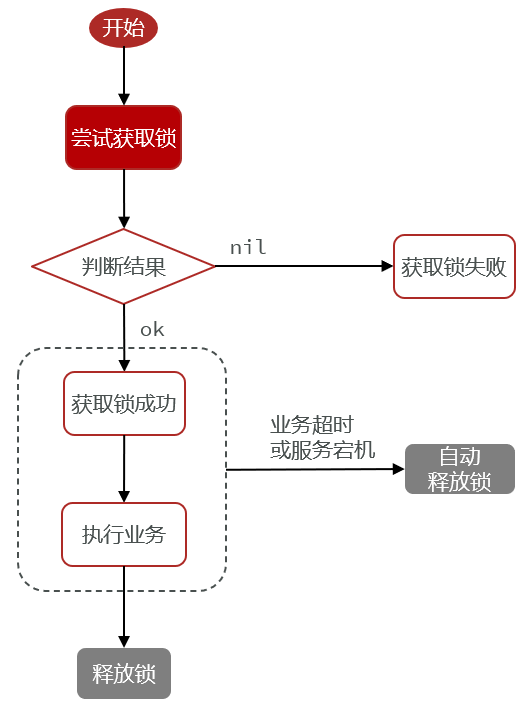 开始
尝试获取锁
判断结果
nil
获取锁失败
ok
获取锁成功
业务超时
或服务宕机
自动
释放锁
执行业务
释放锁